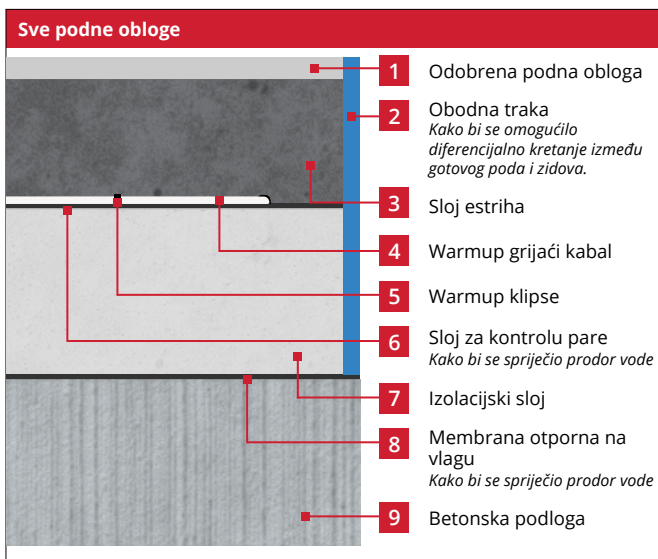 Sve podne obloge
1 Odobrena podna obloga
2 Obodna traka
Kako bi se omogućilo
diferencijalno kretanje između
gotovog poda i zidova.
3 Sloj estriha
4 Warmup grijaći kabal
5 Warmup klipse
6 Sloj za kontrolu pare
Kako bi se spriječio prodor vode
7 Izolacijski sloj
8 Membrana otporna na
vlagu
Kako bi se spriječio prodor vode
9 Betonska podloga